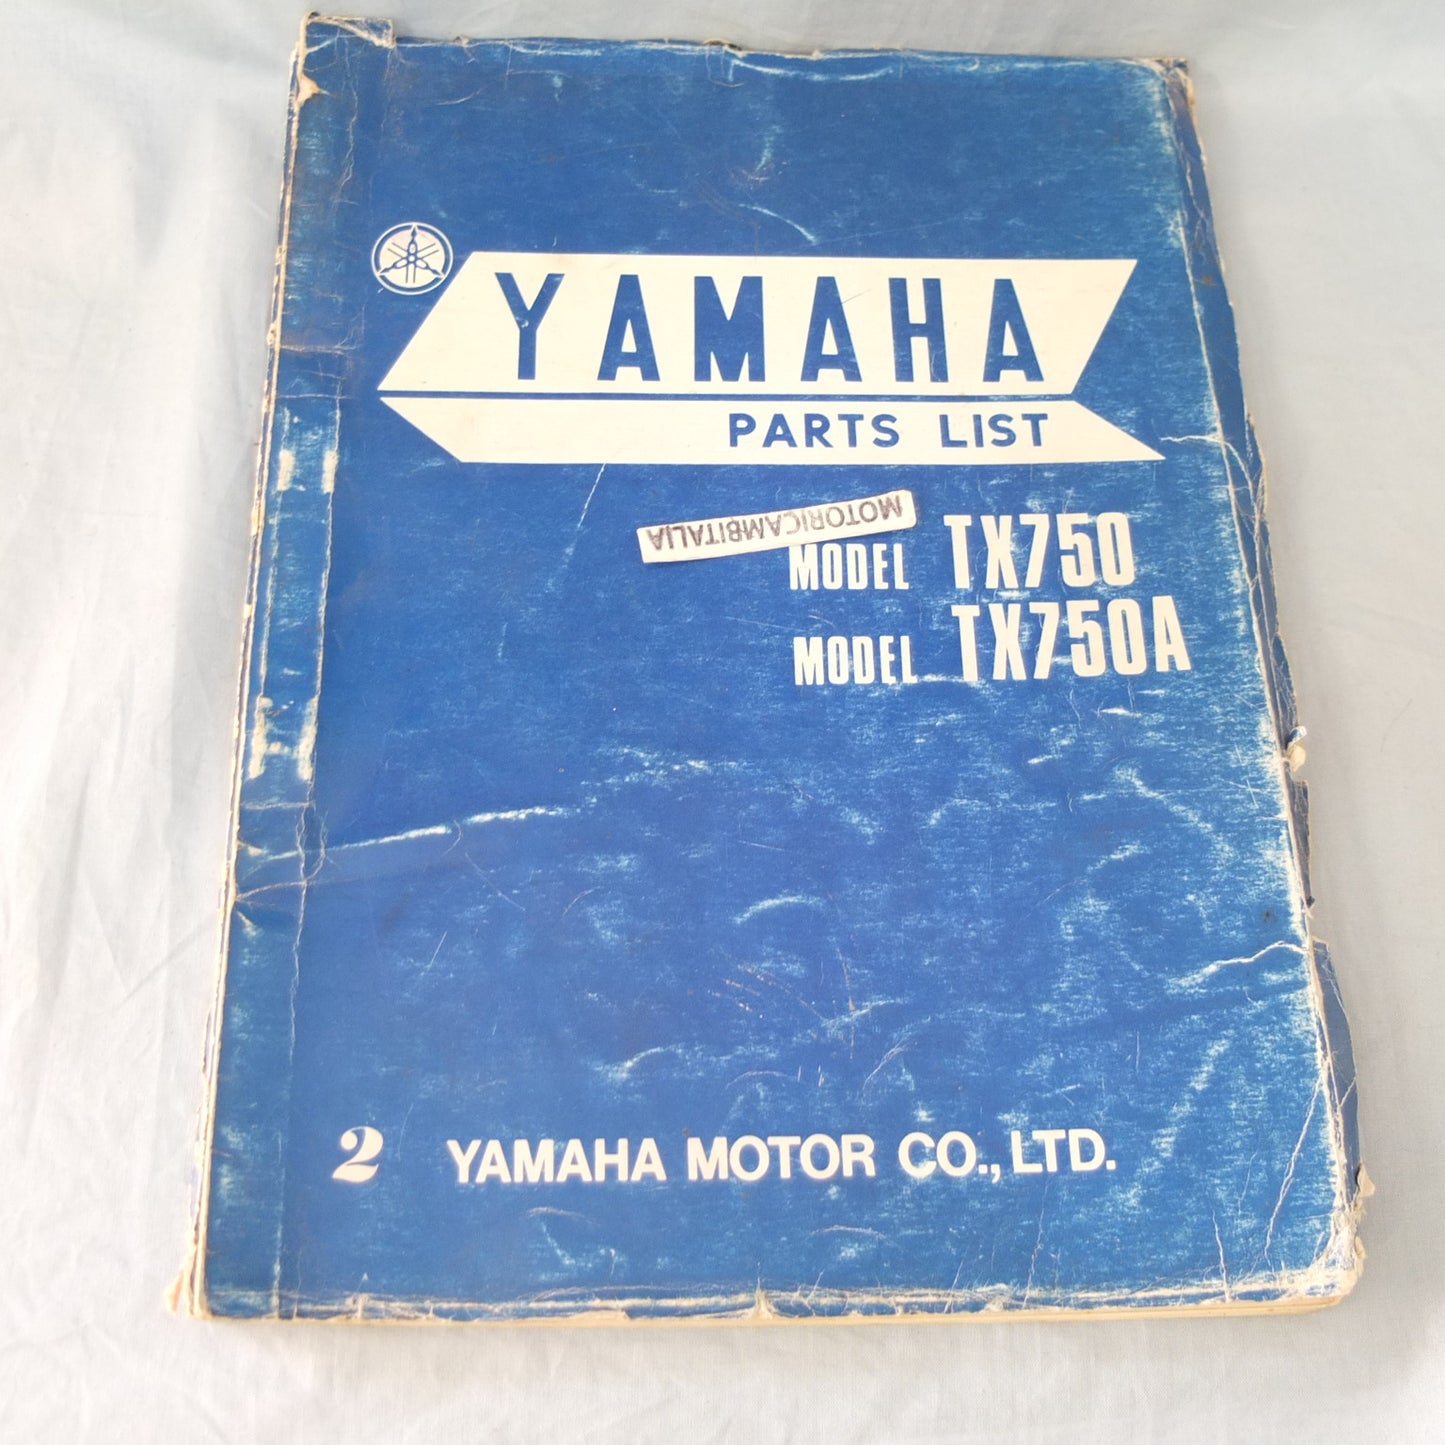 YAMAHA
PARTS LIST
MOTORICAMBITALIA
MODEL TX750
MODEL TX750A
2 YAMAHA MOTOR CO., LTD.